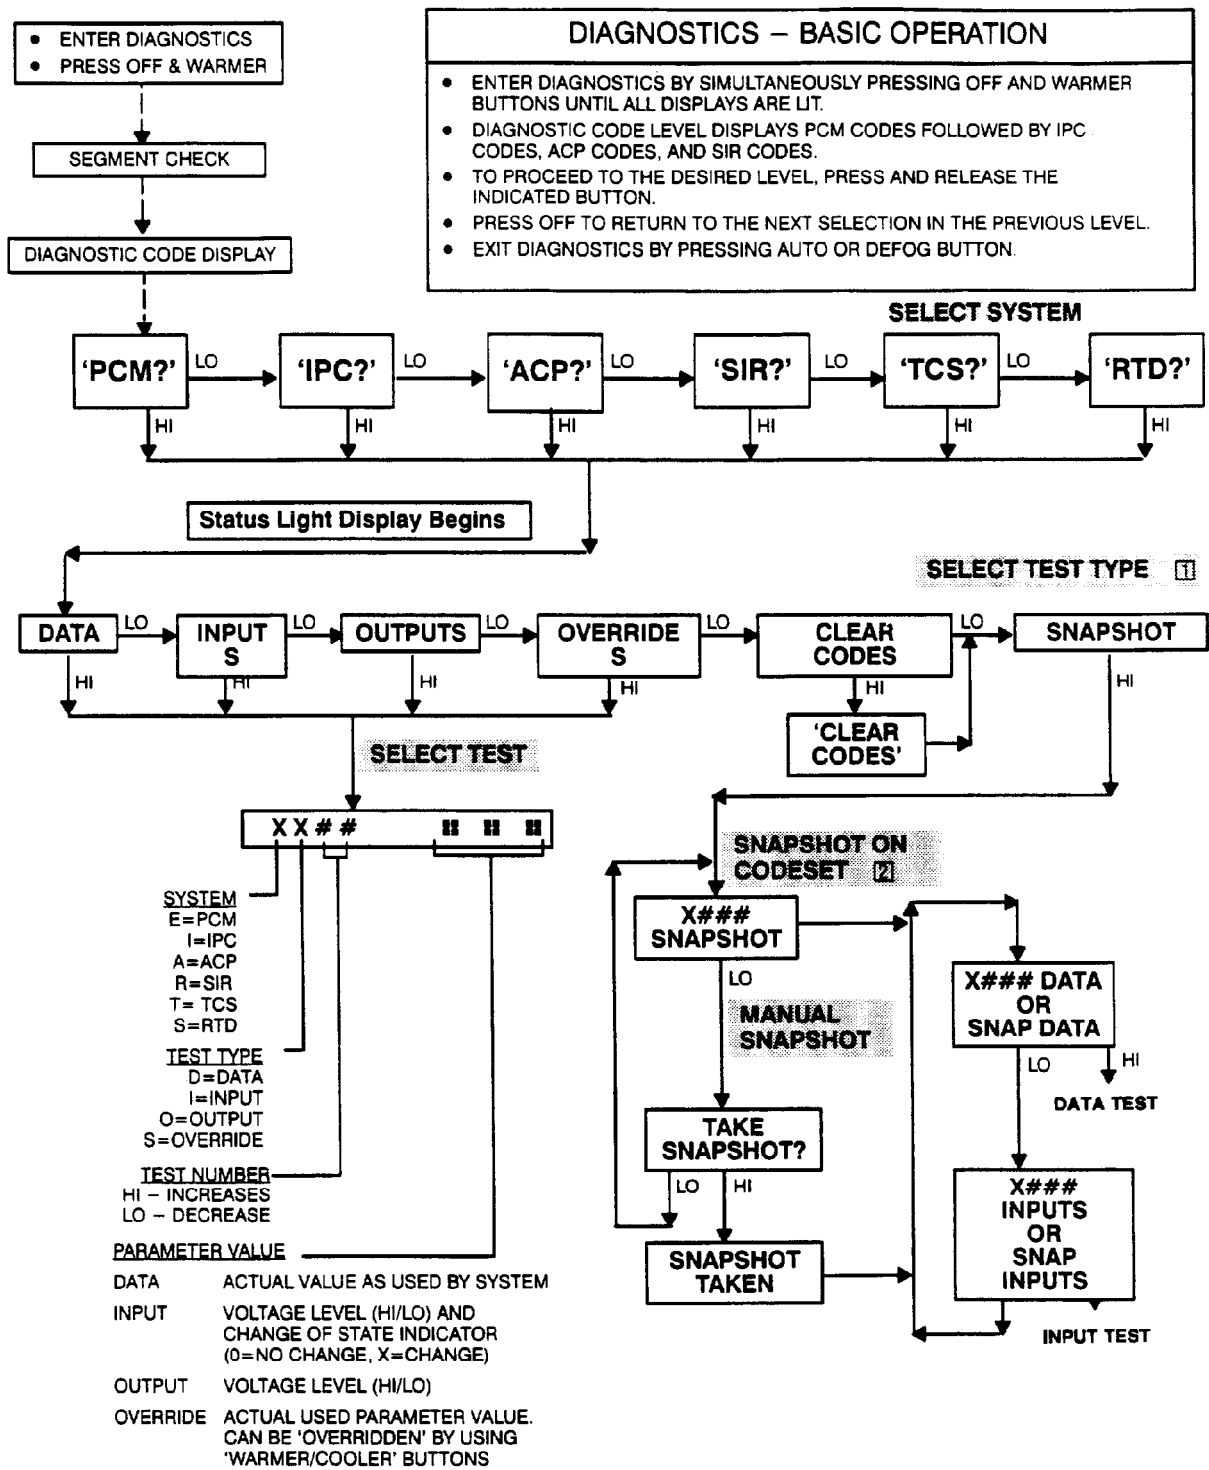 • ENTER DIAGNOSTICS
• PRESS OFF & WARMER
SEGMENT CHECK
DIAGNOSTIC CODE DISPLAY
DIAGNOSTICS – BASIC OPERATION
• ENTER DIAGNOSTICS BY SIMULTANEOUSLY PRESSING OFF AND WARMER
BUTTONS UNTIL ALL DISPLAYS ARE LIT.
• DIAGNOSTIC CODE LEVEL DISPLAYS PCM CODES FOLLOWED BY IPC
CODES, ACP CODES, AND SIR CODES.
• TO PROCEED TO THE DESIRED LEVEL, PRESS AND RELEASE THE
INDICATED BUTTON.
• PRESS OFF TO RETURN TO THE NEXT SELECTION IN THE PREVIOUS LEVEL.
• EXIT DIAGNOSTICS BY PRESSING AUTO OR DEFOG BUTTON.
SELECT SYSTEM
'PCM?' LO 'IPC?' LO 'ACP?' LO 'SIR?' LO 'TCS?' LO 'RTD?'
HI HI HI HI HI HI
Status Light Display Begins
SELECT TEST TYPE 1
DATA LO INPUT LO OUTPUTS LO OVERRIDE LO CLEAR LO SNAPSHOT
S S CODES
HI HI HI HI HI HI
'CLEAR
CODES'
SELECT TEST
X X # #
SYSTEM
E=PCM
I=IPC
A=ACP
R=SIR
T= TCS
S=RTD
TEST TYPE
D=DATA
I=INPUT
O=OUTPUT
S=OVERRIDE
TEST NUMBER
HI – INCREASES
LO – DECREASE
PARAMETER VALUE
DATA ACTUAL VALUE AS USED BY SYSTEM
INPUT VOLTAGE LEVEL (HI/LO) AND
CHANGE OF STATE INDICATOR
(0=NO CHANGE, X=CHANGE)
OUTPUT VOLTAGE LEVEL (HI/LO)
OVERRIDE ACTUAL USED PARAMETER VALUE.
CAN BE 'OVERRIDDEN' BY USING
'WARMER/COOLER' BUTTONS
SNAPSHOT ON
CODESET 2
X###
SNAPSHOT
LO
MANUAL
SNAPSHOT
TAKE
SNAPSHOT?
LO HI
SNAPSHOT
TAKEN
X### DATA
OR
SNAP DATA
LO HI
DATA TEST
X###
INPUTS
OR
SNAP
INPUTS
INPUT TEST